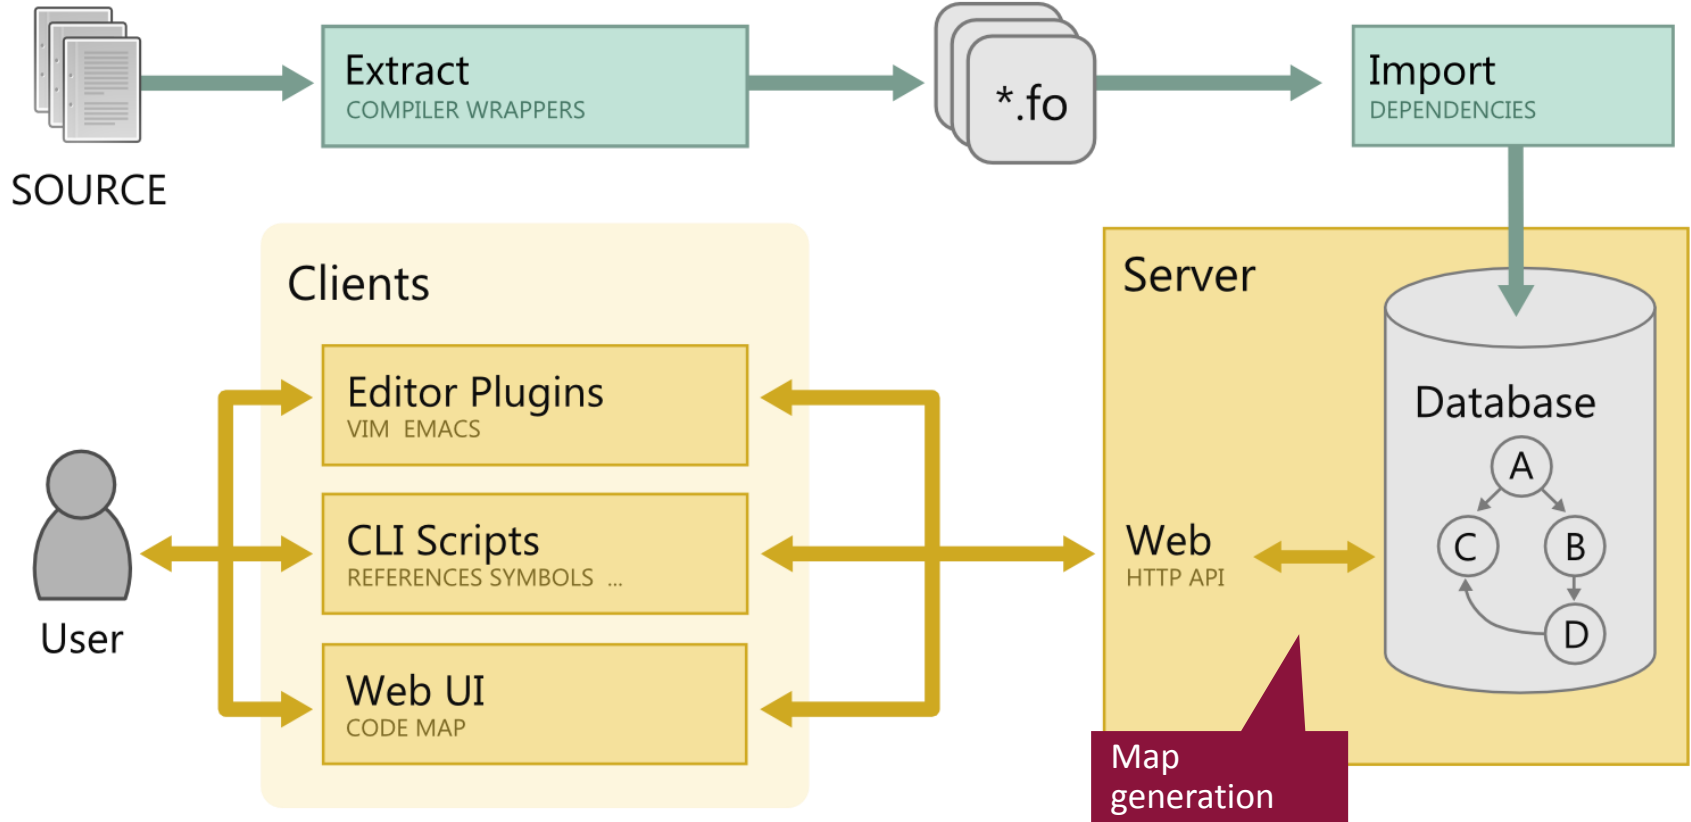 SOURCE
Extract
COMPILER WRAPPERS
*.fo
Import
DEPENDENCIES
Clients
Editor Plugins
VIM EMACS
CLI Scripts
REFERENCES SYMBOLS ...
Web UI
CODE MAP
User
Server
Web
HTTP API
Database
A
C
B
D
Map
generation